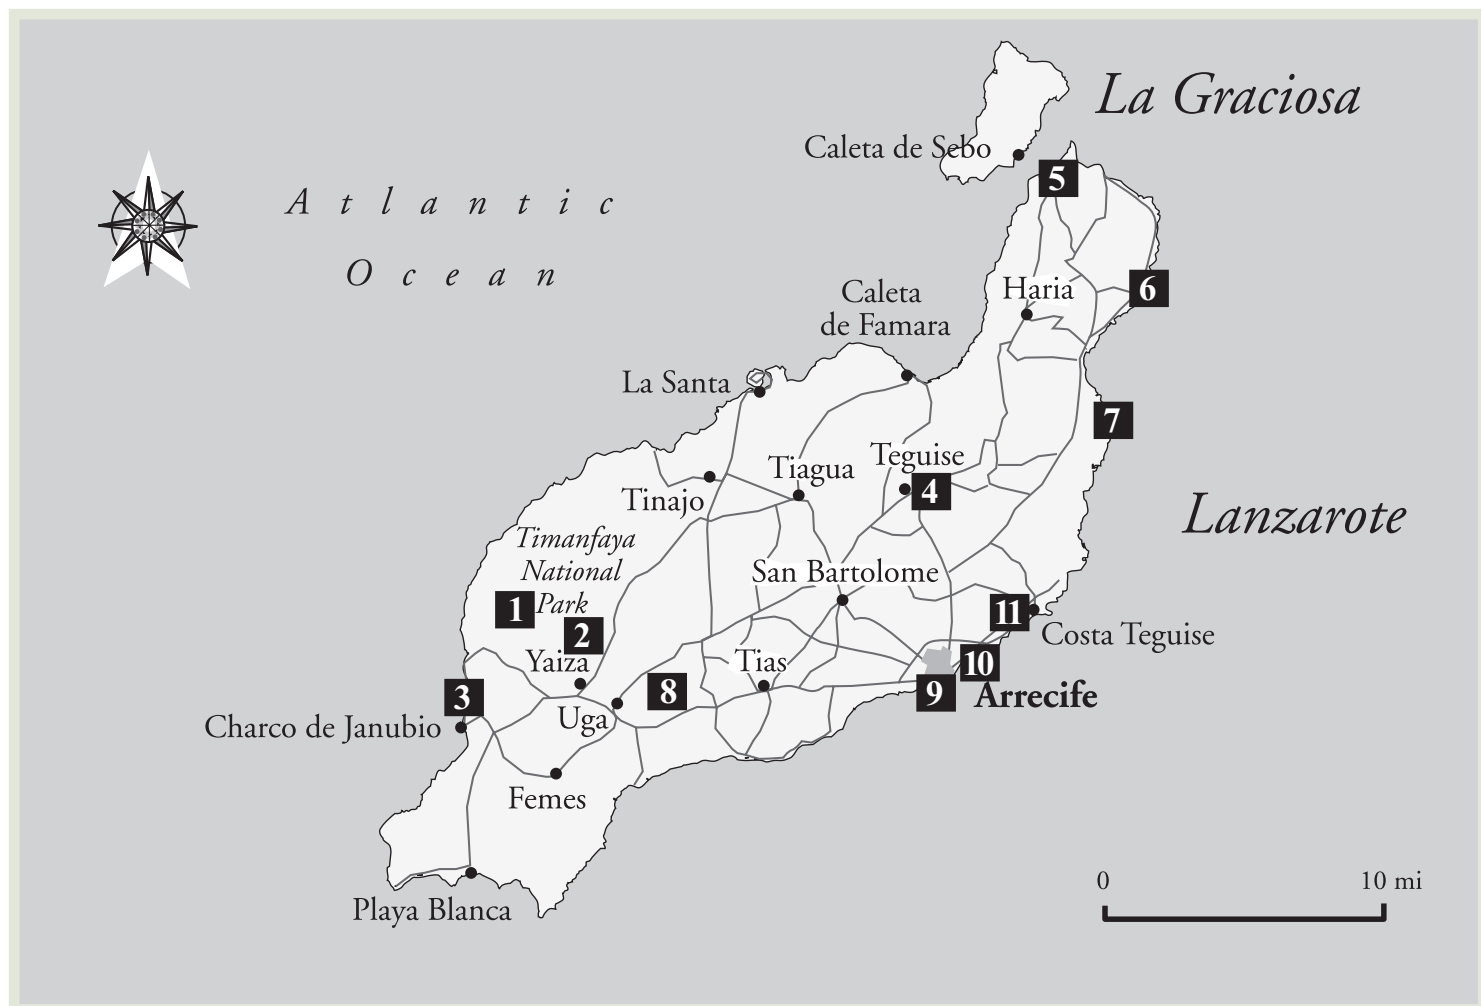 La Graciosa
Caleta de Sebo
5
Atlantic
Ocean
Haria
6
Caleta
de Famara
La Santa
7
Teguise
Tiagua
4
Tinajo
Lanzarote
Timanfaya
National
Park
San Bartolome
1
2
11
Costa Teguise
Yaiza
Tias
10
3
8
9
Arrecife
Uga
Charco de Janubio
Femes
0
10 mi
Playa Blanca